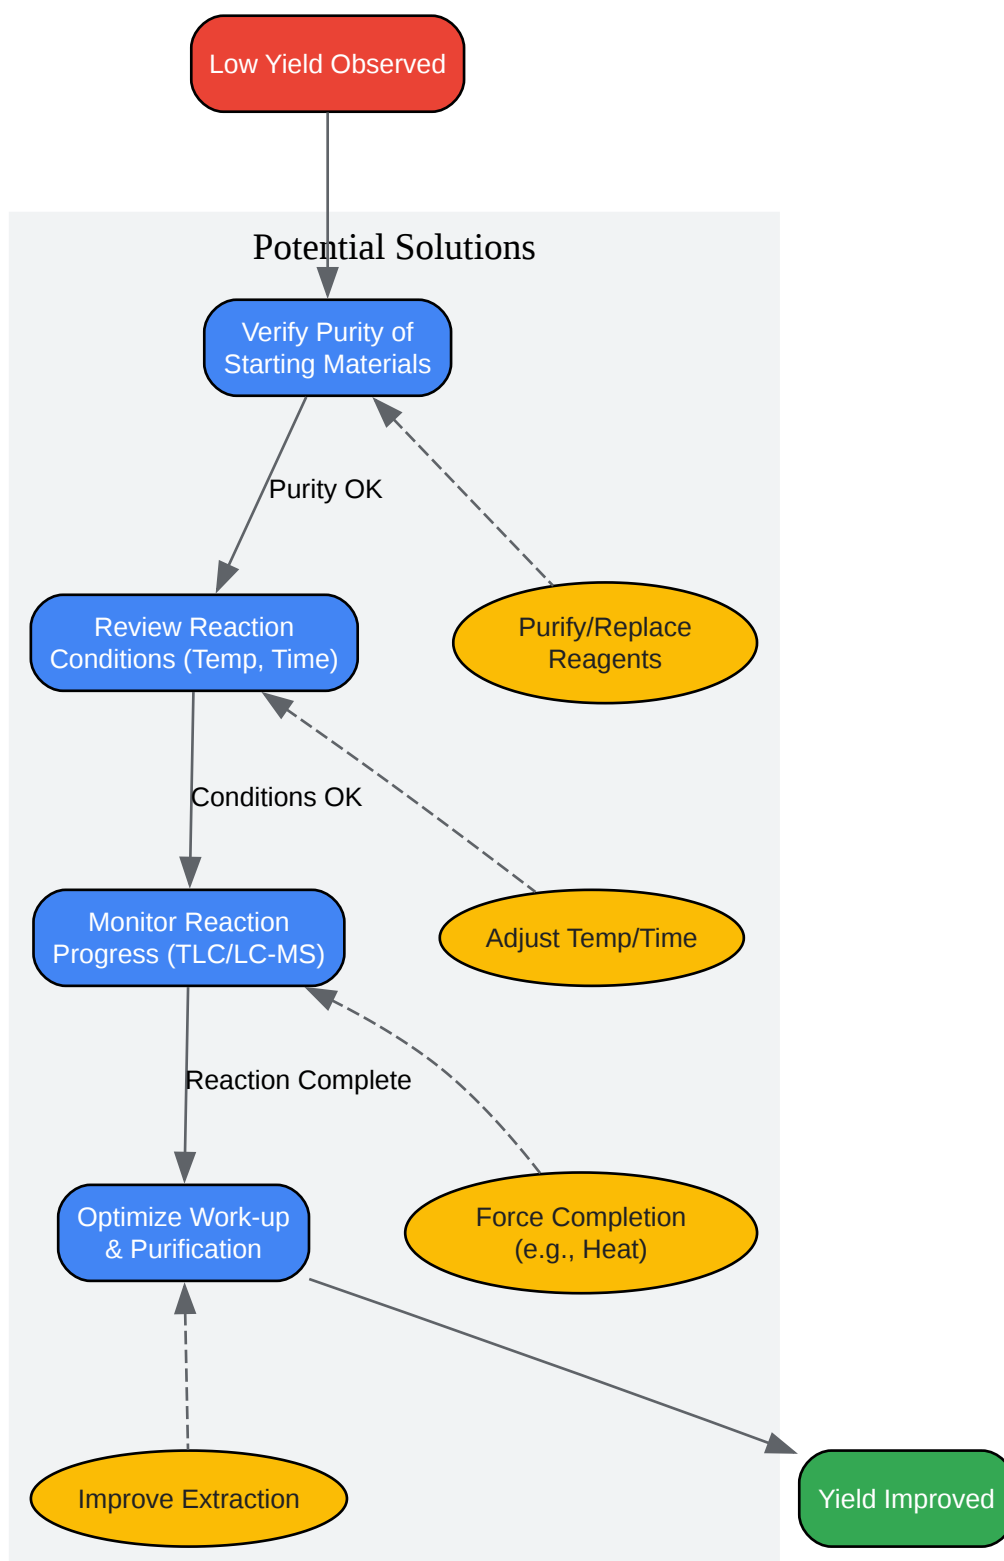 Low Yield Observed
Potential Solutions
Verify Purity of
Starting Materials
Purity OK
Review Reaction
Conditions (Temp, Time)
Purify/Replace
Reagents
Conditions OK
Monitor Reaction
Progress (TLC/LC-MS)
Adjust Temp/Time
Reaction Complete
Optimize Work-up
& Purification
Force Completion
(e.g., Heat)
Improve Extraction
Yield Improved